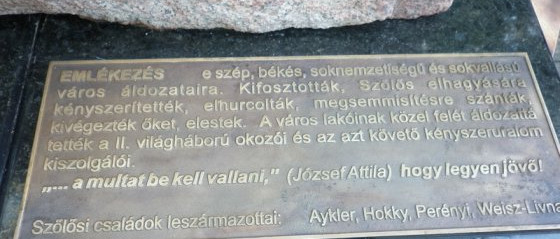 EMLÉKEZÉS e szép, békés, soknemzetiségű és sokvallású
város áldozataira. Kifosztották, Szőlős elhagyására
kényszerítették, elhurcolták, megsemmisítésre szánták,
kivégezték őket, elestek. A város lakóinak közel felét áldozattá
tették a II. világháború okozói és az azt követő kényszeruralom
kiszolgálói.
„... a multat be kell vallani,” (József Attila) hogy legyen jövő!
Szőlősi családok leszármazottai: Aykler, Hokky, Perényi, Weisz-Livna